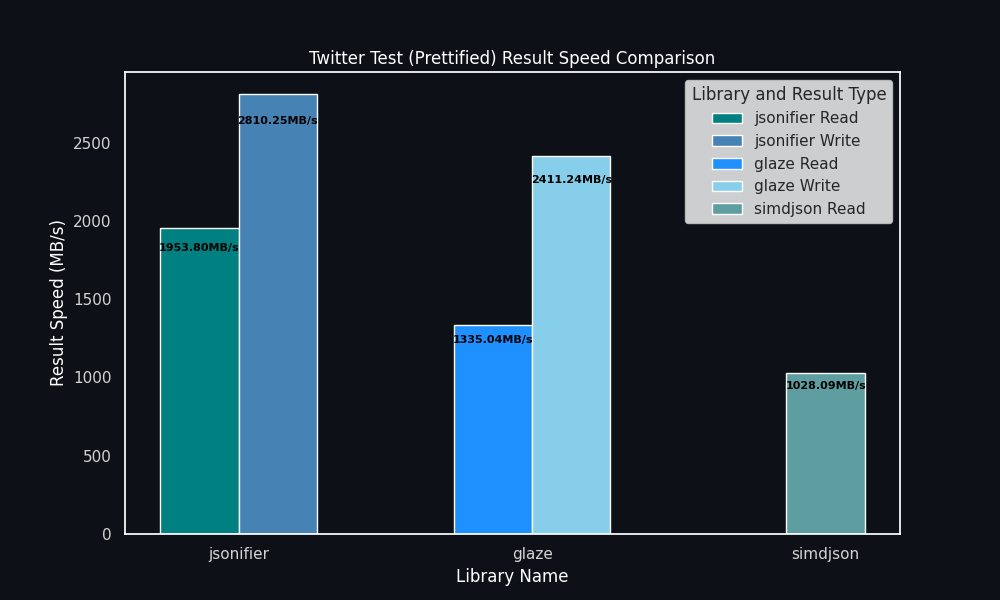 Twitter Test (Prettified) Result Speed Comparison
Library and Result Type
jsonifier Read
jsonifier Write
glaze Read
glaze Write
simdjson Read
Result Speed (MB/s)
2500
2000
1500
1000
500
0
1953.80MB/s
2810.25MB/s
1335.04MB/s
2411.24MB/s
1028.09MB/s
jsonifier
glaze
simdjson
Library Name